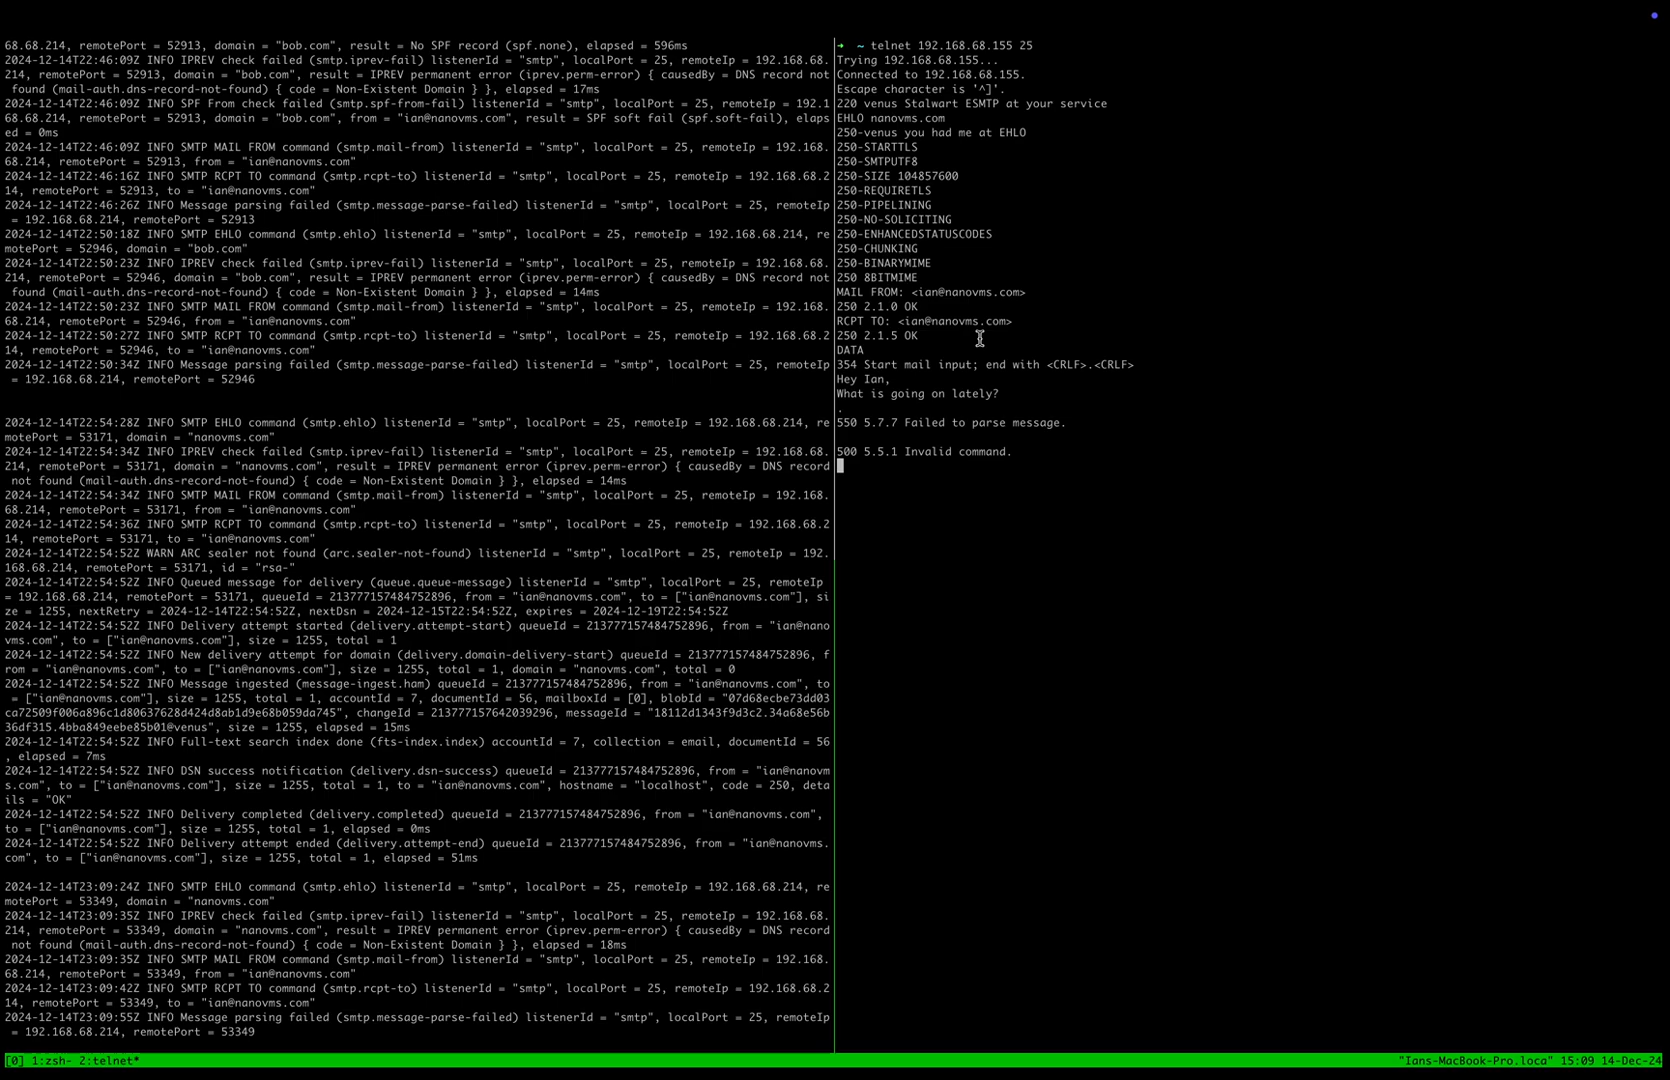 68.68.214, remotePort = 52913, domain = "bob.com", result = No SPF record (spf.none), elapsed = 596ms
2024-12-14T22:46:09Z INFO IPREV check failed (smtp.iprev-fail) listenerId = "smtp", localPort = 25, remoteIp = 192.168.68.
214, remotePort = 52913, domain = "bob.com", result = IPREV permanent error (iprev.perm-error) { causedBy = DNS record not
 found (mail-auth.dns-record-not-found) { code = Non-Existent Domain } }, elapsed = 17ms
2024-12-14T22:46:09Z INFO SPF From check failed (smtp.spf-from-fail) listenerId = "smtp", localPort = 25, remoteIp = 192.1
68.68.214, remotePort = 52913, domain = "bob.com", from = "ian@nanovms.com", result = SPF soft fail (spf.soft-fail), elaps
ed = 0ms
2024-12-14T22:46:09Z INFO SMTP MAIL FROM command (smtp.mail-from) listenerId = "smtp", localPort = 25, remoteIp = 192.168.
68.214, remotePort = 52913, from = "ian@nanovms.com"
2024-12-14T22:46:16Z INFO SMTP RCPT TO command (smtp.rcpt-to) listenerId = "smtp", localPort = 25, remoteIp = 192.168.68.2
14, remotePort = 52913, to = "ian@nanovms.com"
2024-12-14T22:46:26Z INFO Message parsing failed (smtp.message-parse-failed) listenerId = "smtp", localPort = 25, remoteIp
 = 192.168.68.214, remotePort = 52913
2024-12-14T22:50:18Z INFO SMTP EHLO command (smtp.ehlo) listenerId = "smtp", localPort = 25, remoteIp = 192.168.68.214, re
motePort = 52946, domain = "bob.com"
2024-12-14T22:50:23Z INFO IPREV check failed (smtp.iprev-fail) listenerId = "smtp", localPort = 25, remoteIp = 192.168.68.
214, remotePort = 52946, domain = "bob.com", result = IPREV permanent error (iprev.perm-error) { causedBy = DNS record not
 found (mail-auth.dns-record-not-found) { code = Non-Existent Domain } }, elapsed = 14ms
2024-12-14T22:50:23Z INFO SMTP MAIL FROM command (smtp.mail-from) listenerId = "smtp", localPort = 25, remoteIp = 192.168.
68.214, remotePort = 52946, from = "ian@nanovms.com"
2024-12-14T22:50:27Z INFO SMTP RCPT TO command (smtp.rcpt-to) listenerId = "smtp", localPort = 25, remoteIp = 192.168.68.2
14, remotePort = 52946, to = "ian@nanovms.com"
2024-12-14T22:50:34Z INFO Message parsing failed (smtp.message-parse-failed) listenerId = "smtp", localPort = 25, remoteIp
 = 192.168.68.214, remotePort = 52946
2024-12-14T22:54:28Z INFO SMTP EHLO command (smtp.ehlo) listenerId = "smtp", localPort = 25, remoteIp = 192.168.68.214, re
motePort = 53171, domain = "nanovms.com"
2024-12-14T22:54:34Z INFO IPREV check failed (smtp.iprev-fail) listenerId = "smtp", localPort = 25, remoteIp = 192.168.68.
214, remotePort = 53171, domain = "nanovms.com", result = IPREV permanent error (iprev.perm-error) { causedBy = DNS record
 not found (mail-auth.dns-record-not-found) { code = Non-Existent Domain } }, elapsed = 14ms
2024-12-14T22:54:34Z INFO SMTP MAIL FROM command (smtp.mail-from) listenerId = "smtp", localPort = 25, remoteIp = 192.168.
68.214, remotePort = 53171, from = "ian@nanovms.com"
2024-12-14T22:54:36Z INFO SMTP RCPT TO command (smtp.rcpt-to) listenerId = "smtp", localPort = 25, remoteIp = 192.168.68.2
14, remotePort = 53171, to = "ian@nanovms.com"
2024-12-14T22:54:52Z WARN ARC sealer not found (arc.sealer-not-found) listenerId = "smtp", localPort = 25, remoteIp = 192.
168.68.214, remotePort = 53171, id = "rsa-"
2024-12-14T22:54:52Z INFO Queued message for delivery (queue.queue-message) listenerId = "smtp", localPort = 25, remoteIp
= 192.168.68.214, remotePort = 53171, queueId = 213777157484752896, from = "ian@nanovms.com", to = ["ian@nanovms.com"], si
ze = 1255, nextRetry = 2024-12-14T22:54:52Z, nextDsn = 2024-12-15T22:54:52Z, expires = 2024-12-19T22:54:52Z
2024-12-14T22:54:52Z INFO Delivery attempt started (delivery.attempt-start) queueId = 213777157484752896, from = "ian@nano
vms.com", to = ["ian@nanovms.com"], size = 1255, total = 1
2024-12-14T22:54:52Z INFO New delivery attempt for domain (delivery.domain-delivery-start) queueId = 213777157484752896, f
rom = "ian@nanovms.com", to = ["ian@nanovms.com"], size = 1255, total = 1, domain = "nanovms.com", total = 0
2024-12-14T22:54:52Z INFO Message ingested (message-ingest.ham) queueId = 213777157484752896, from = "ian@nanovms.com", to
 = ["ian@nanovms.com"], size = 1255, total = 1, accountId = 7, documentId = 56, mailboxId = [0], blobId = "07d68ecbe73dd03
ca72509f006a896c1d80637628d424d8ab1d9e68b059da745", changeId = 213777157642039296, messageId = "18112d1343f9d3c2.34a68e56b
36df315.4bba849eebe85b01@venus", size = 1255, elapsed = 15ms
2024-12-14T22:54:52Z INFO Full-text search index done (fts-index.index) accountId = 7, collection = email, documentId = 56
, elapsed = 7ms
2024-12-14T22:54:52Z INFO DSN success notification (delivery.dsn-success) queueId = 213777157484752896, from = "ian@nanovm
s.com", to = ["ian@nanovms.com"], size = 1255, total = 1, to = "ian@nanovms.com", hostname = "localhost", code = 250, deta
ils = "OK"
2024-12-14T22:54:52Z INFO Delivery completed (delivery.completed) queueId = 213777157484752896, from = "ian@nanovms.com",
to = ["ian@nanovms.com"], size = 1255, total = 1, elapsed = 0ms
2024-12-14T22:54:52Z INFO Delivery attempt ended (delivery.attempt-end) queueId = 213777157484752896, from = "ian@nanovms.
com", to = ["ian@nanovms.com"], size = 1255, total = 1, elapsed = 51ms
2024-12-14T23:09:24Z INFO SMTP EHLO command (smtp.ehlo) listenerId = "smtp", localPort = 25, remoteIp = 192.168.68.214, re
motePort = 53349, domain = "nanovms.com"
2024-12-14T23:09:35Z INFO IPREV check failed (smtp.iprev-fail) listenerId = "smtp", localPort = 25, remoteIp = 192.168.68.
214, remotePort = 53349, domain = "nanovms.com", result = IPREV permanent error (iprev.perm-error) { causedBy = DNS record
 not found (mail-auth.dns-record-not-found) { code = Non-Existent Domain } }, elapsed = 18ms
2024-12-14T23:09:35Z INFO SMTP MAIL FROM command (smtp.mail-from) listenerId = "smtp", localPort = 25, remoteIp = 192.168.
68.214, remotePort = 53349, from = "ian@nanovms.com"
2024-12-14T23:09:42Z INFO SMTP RCPT TO command (smtp.rcpt-to) listenerId = "smtp", localPort = 25, remoteIp = 192.168.68.2
14, remotePort = 53349, to = "ian@nanovms.com"
2024-12-14T23:09:55Z INFO Message parsing failed (smtp.message-parse-failed) listenerId = "smtp", localPort = 25, remoteIp
 = 192.168.68.214, remotePort = 53349
➜  ~ telnet 192.168.68.155 25
Trying 192.168.68.155...
Connected to 192.168.68.155.
Escape character is '^]'.
220 venus Stalwart ESMTP at your service
EHLO nanovms.com
250-venus you had me at EHLO
250-STARTTLS
250-SMTPUTF8
250-SIZE 104857600
250-REQUIRETLS
250-PIPELINING
250-NO-SOLICITING
250-ENHANCEDSTATUSCODES
250-CHUNKING
250-BINARYMIME
250 8BITMIME
MAIL FROM: <ian@nanovms.com>
250 2.1.0 OK
RCPT TO: <ian@nanovms.com>
250 2.1.5 OK
DATA
354 Start mail input; end with <CRLF>.<CRLF>
Hey Ian,
What is going on lately?
.
550 5.7.7 Failed to parse message.
500 5.5.1 Invalid command.
[0] 1:zsh- 2:telnet* "Ians-MacBook-Pro.loca" 15:09 14-Dec-24